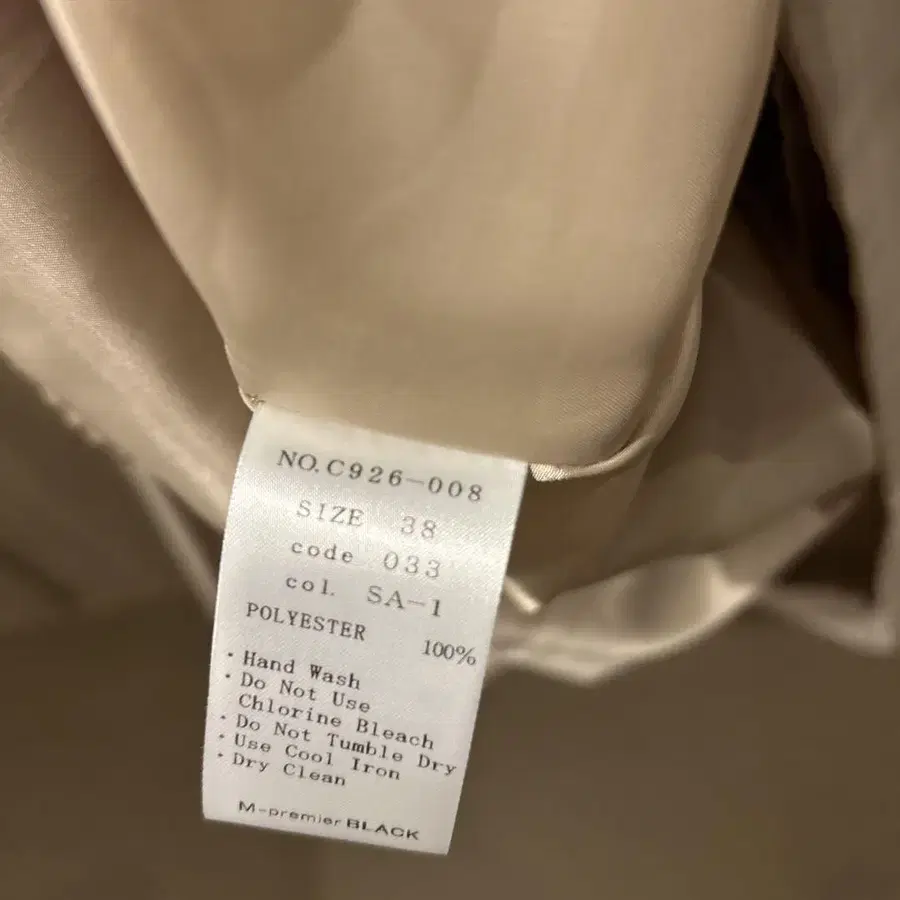 NO.C926-008
SIZE 38
code 033
col. SA-1
POLYESTER 100%
・Hand Wash
・Do Not Use
Chlorine Bleach
・Do Not Tumble Dry
・Use Cool Iron
・Dry Clean
M-premier BLACK